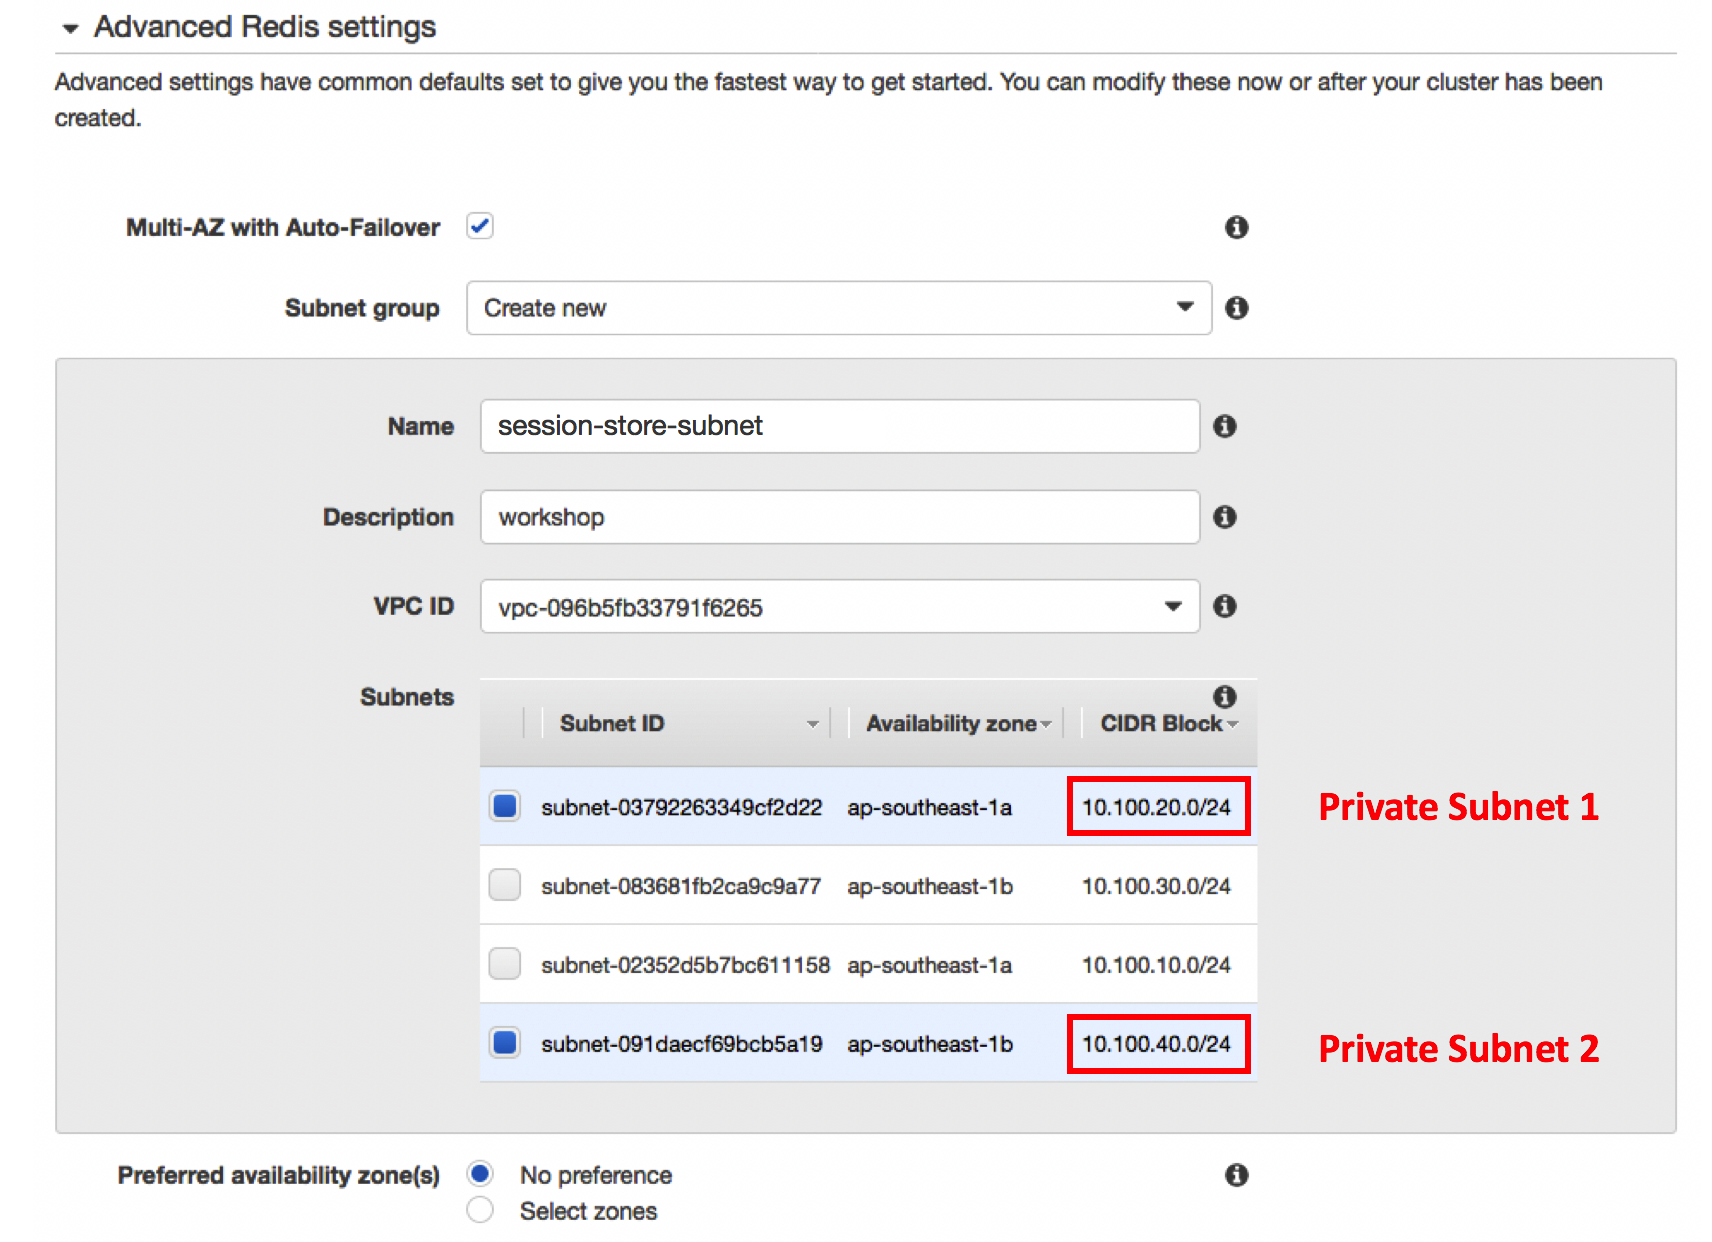 Advanced Redis settings
Advanced settings have common defaults set to give you the fastest way to get started. You can modify these now or after your cluster has been
created.
Multi-AZ with Auto-Failover
Subnet group Create new
Name session-store-subnet
Description workshop
VPC ID vpc-096b5fb33791f6265
Subnets
Subnet ID Availability zone CIDR Block
subnet-03792263349cf2d22 ap-southeast-1a 10.100.20.0/24 Private Subnet 1
subnet-083681fb2ca9c9a77 ap-southeast-1b 10.100.30.0/24
subnet-02352d5b7bc611158 ap-southeast-1a 10.100.10.0/24
subnet-091daecf69bcb5a19 ap-southeast-1b 10.100.40.0/24 Private Subnet 2
Preferred availability zone(s) No preference
Select zones